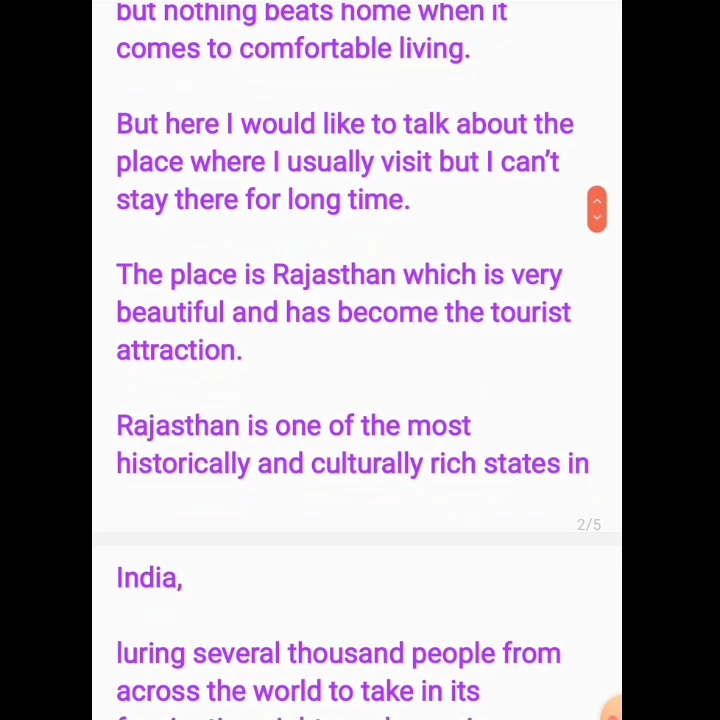 but nothing beats home when it
comes to comfortable living.
But here I would like to talk about the
place where I usually visit but I can't
stay there for long time.
The place is Rajasthan which is very
beautiful and has become the tourist
attraction.
Rajasthan is one of the most
historically and culturally rich states in
2/5
India,
luring several thousand people from
across the world to take in its